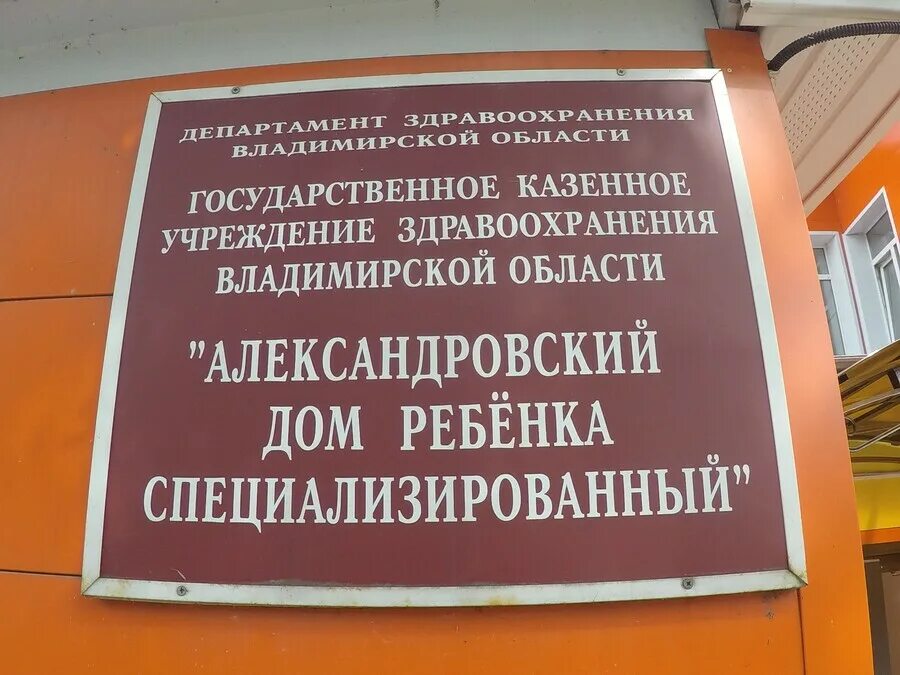 ДЕПАРТАМЕНТ ЗДРАВООХРАНЕНИЯ
ВЛАДИМИРСКОЙ ОБЛАСТИ
ГОСУДАРСТВЕННОЕ КАЗЕННОЕ
УЧРЕЖДЕНИЕ ЗДРАВООХРАНЕНИЯ
ВЛАДИМИРСКОЙ ОБЛАСТИ
"АЛЕКСАНДРОВСКИЙ
ДОМ РЕБЁНКА
СПЕЦИАЛИЗИРОВАННЫЙ"